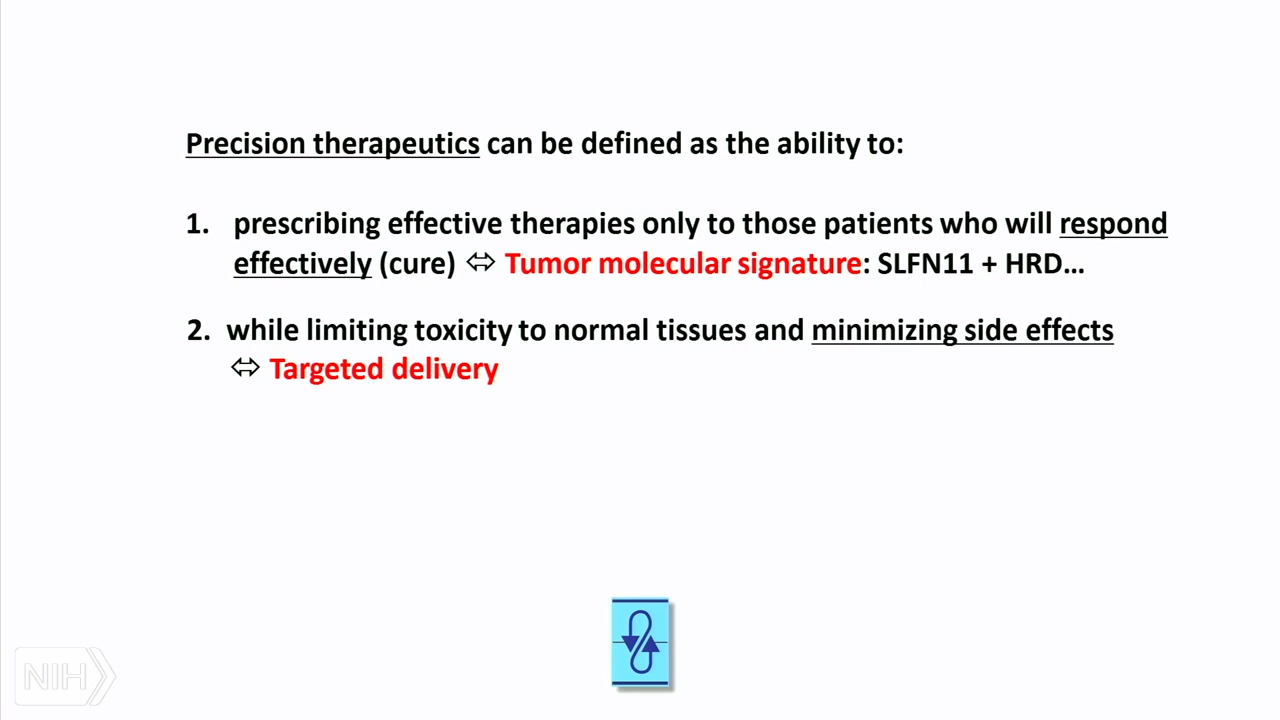 Precision therapeutics can be defined as the ability to:
1. prescribing effective therapies only to those patients who will respond
effectively (cure) ⬄ Tumor molecular signature: SLFN11 + HRD…
2. while limiting toxicity to normal tissues and minimizing side effects
⬄ Targeted delivery
NIH